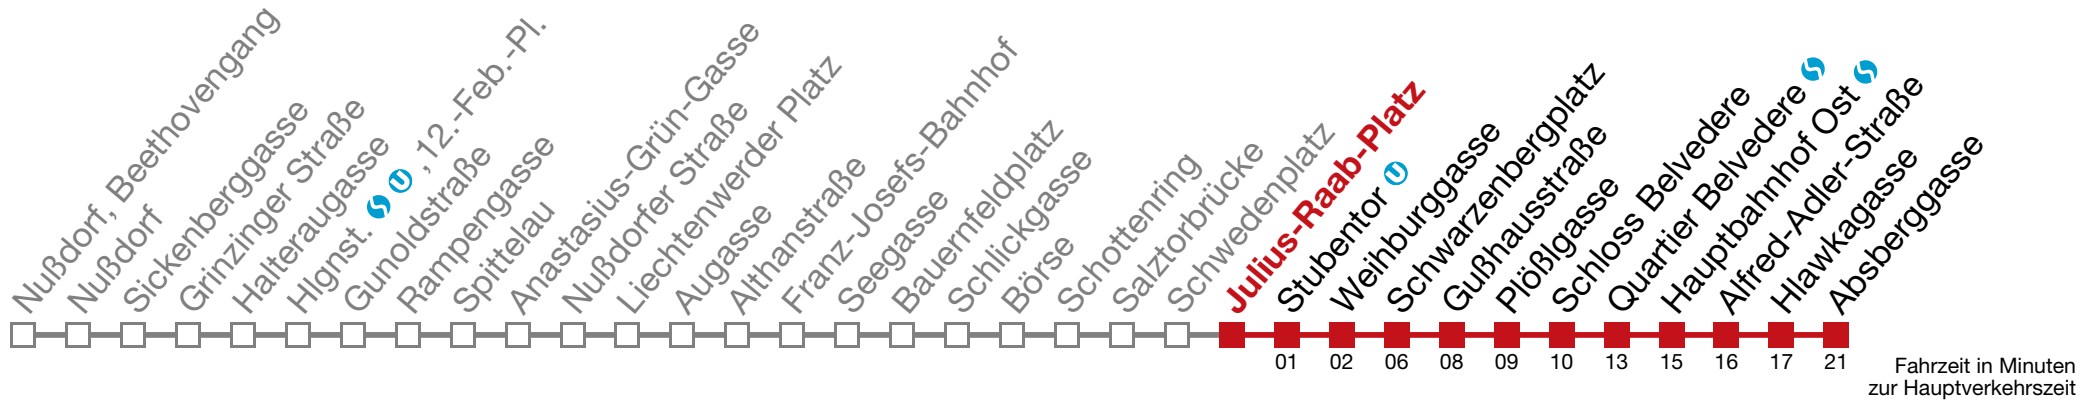 Nußdorf, Beethovengang
Nußdorf
Sickenberggasse
Grinzinger Straße
Halteraugasse
Hlgnst. S U ,12.-Feb.-Pl.
Gunoldstraße
Rampengasse
Spittelau
Anastasius-Grün-Gasse
Nußdorfer Straße
Liechtenwerder Platz
Augasse
Althanstraße
Franz-Josefs-Bahnhof
Seegasse
Bauernfeldplatz
Schlickgasse
Börse
Schottenring
Salztorbrücke
Schwedenplatz
Julius-Raab-Platz
Stubentor U
Weihburggasse
Schwarzenbergplatz
Gußhausstraße
Plößlgasse
Schloss Belvedere
Quartier Belvedere S
Hauptbahnhof Ost S
Alfred-Adler-Straße
Hlawkagasse
Absberggasse
01 02 06 08 09 10 13 15 16 17 21
Fahrzeit in Minuten
zur Hauptverkehrszeit